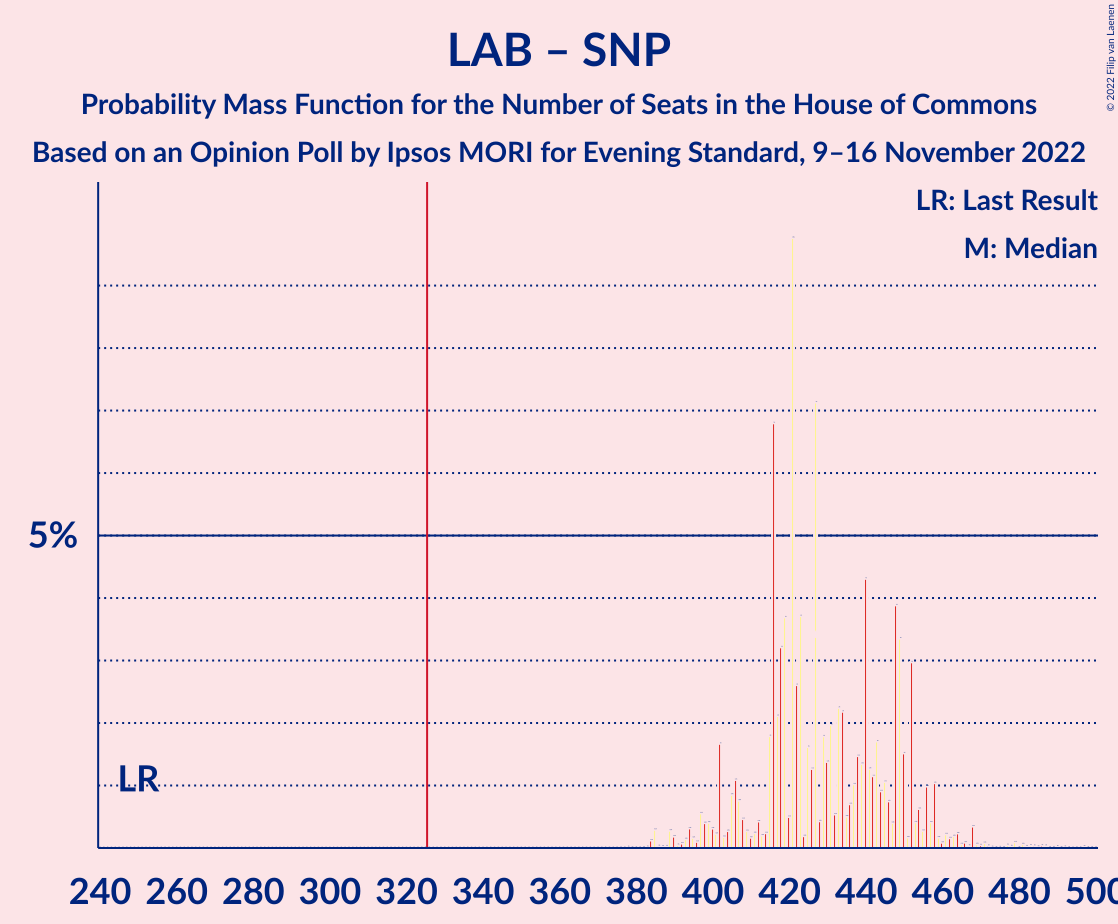 LAB – SNP
Probability Mass Function for the Number of Seats in the House of Commons
Based on an Opinion Poll by Ipsos MORI for Evening Standard, 9–16 November 2022
© 2022 Filip van Laenen
LR: Last Result
M: Median
5%
LR
240 260 280 300 320 340 360 380 400 420 440 460 480 500